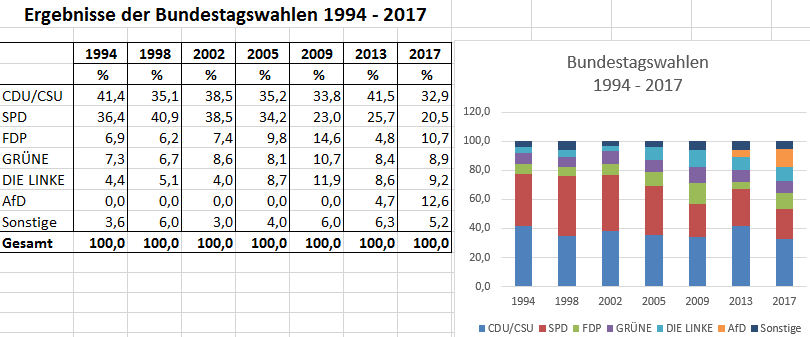 Ergebnisse der Bundestagswahlen 1994 - 2017
1994 1998 2002 2005 2009 2013 2017
% % % % % % %
CDU/CSU 41,4 35,1 38,5 35,2 33,8 41,5 32,9
SPD 36,4 40,9 38,5 34,2 23,0 25,7 20,5
FDP 6,9 6,2 7,4 9,8 14,6 4,8 10,7
GRÜNE 7,3 6,7 8,6 8,1 10,7 8,4 8,9
DIE LINKE 4,4 5,1 4,0 8,7 11,9 8,6 9,2
AfD 0,0 0,0 0,0 0,0 0,0 4,7 12,6
Sonstige 3,6 6,0 3,0 4,0 6,0 6,3 5,2
Gesamt 100,0 100,0 100,0 100,0 100,0 100,0 100,0
Bundestagswahlen
1994 - 2017
120,0
100,0
80,0
60,0
40,0
20,0
0,0
1994 1998 2002 2005 2009 2013 2017
CDU/CSU SPD FDP GRÜNE DIE LINKE AfD Sonstige